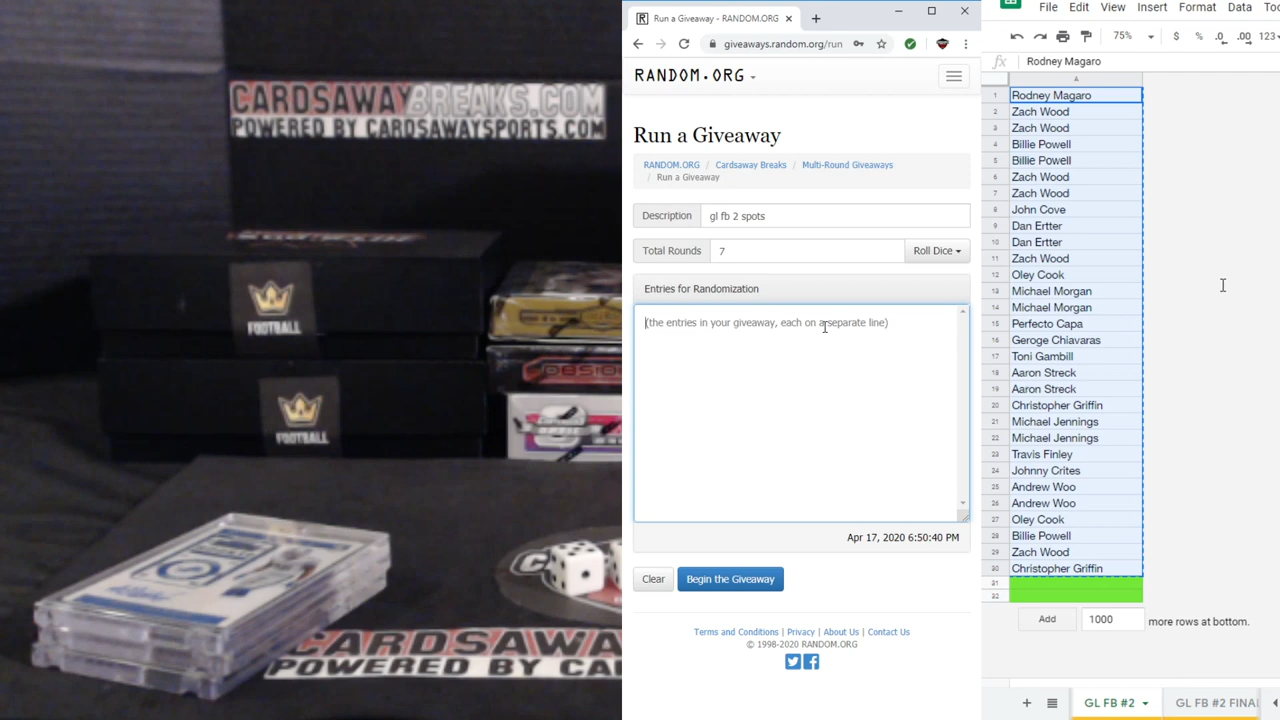 CARDSAWAYBREAKS.COM
POWERED BY CARDSAWAYSPORTS.COM
FOOTBALL
FOOTBALL
POWERED BY CA
Run a Giveaway - RANDOM.ORG
giveaways.random.org/run
RANDOM.ORG
Run a Giveaway
RANDOM.ORG / Cardsaway Breaks / Multi-Round Giveaways
/ Run a Giveaway
Description gl fb 2 spots
Total Rounds 7 Roll Dice
Entries for Randomization
(the entries in your giveaway, each on a separate line)
Apr 17, 2020 6:50:40 PM
Clear Begin the Giveaway
Terms and Conditions | Privacy | About Us | Contact Us
© 1998-2020 RANDOM.ORG
File Edit View Insert Format Data Too
75% $ % .0 .00 123
fx Rodney Magaro
A
1 Rodney Magaro
2 Zach Wood
3 Zach Wood
4 Billie Powell
5 Billie Powell
6 Zach Wood
7 Zach Wood
8 John Cove
9 Dan Ertter
10 Dan Ertter
11 Zach Wood
12 Oley Cook
13 Michael Morgan
14 Michael Morgan
15 Perfecto Capa
16 Geroge Chiavaras
17 Toni Gambill
18 Aaron Streck
19 Aaron Streck
20 Christopher Griffin
21 Michael Jennings
22 Michael Jennings
23 Travis Finley
24 Johnny Crites
25 Andrew Woo
26 Andrew Woo
27 Oley Cook
28 Billie Powell
29 Zach Wood
30 Christopher Griffin
31
32
Add 1000 more rows at bottom.
GL FB #2 GL FB #2 FINA